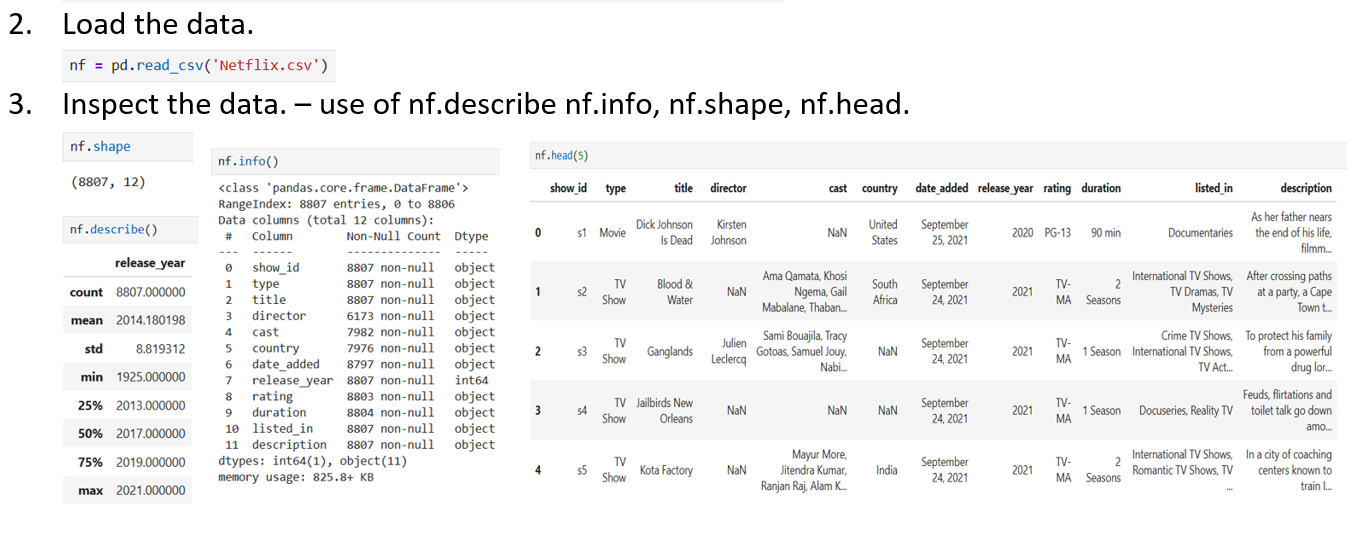 2. Load the data.
nf = pd.read_csv('Netflix.csv')
3. Inspect the data. – use of nf.describe nf.info, nf.shape, nf.head.
nf.shape
(8807, 12)
nf.describe()
release_year
count 8807.000000
mean 2014.180198
std 8.819312
min 1925.000000
25% 2013.000000
50% 2017.000000
75% 2019.000000
max 2021.000000
nf.info()
<class 'pandas.core.frame.DataFrame'>
RangeIndex: 8807 entries, 0 to 8806
Data columns (total 12 columns):
# Column Non-Null Count Dtype
--- ------ -------------- -----
0 show_id 8807 non-null object
1 type 8807 non-null object
2 title 8807 non-null object
3 director 6173 non-null object
4 cast 7982 non-null object
5 country 7976 non-null object
6 date_added 8797 non-null object
7 release_year 8807 non-null int64
8 rating 8803 non-null object
9 duration 8804 non-null object
10 listed_in 8807 non-null object
11 description 8807 non-null object
dtypes: int64(1), object(11)
memory usage: 825.8+ KB
nf.head(5)
show_id type title director cast country date_added release_year rating duration listed_in description
0 s1 Movie Dick Johnson Is Dead Kirsten Johnson NaN United States September 25, 2021 2020 PG-13 90 min Documentaries As her father nears the end of his life, filmm...
1 s2 TV Show Blood & Water NaN Ama Qamata, Khosi Ngema, Gail Mabalane, Thaban... South Africa September 24, 2021 2021 TV-MA 2 Seasons International TV Shows, TV Dramas, TV Mysteries After crossing paths at a party, a Cape Town t...
2 s3 TV Show Ganglands Julien Leclercq Sami Bouajila, Tracy Gotoas, Samuel Jouy, Nabi... NaN September 24, 2021 2021 TV-MA 1 Season Crime TV Shows, International TV Shows, TV Act... To protect his family from a powerful drug lor...
3 s4 TV Show Jailbirds New Orleans NaN NaN NaN September 24, 2021 2021 TV-MA 1 Season Docuseries, Reality TV Feuds, flirtations and toilet talk go down amo...
4 s5 TV Show Kota Factory NaN Mayur More, Jitendra Kumar, Ranjan Raj, Alam K... India September 24, 2021 2021 TV-MA 2 Seasons International TV Shows, Romantic TV Shows, TV ... In a city of coaching centers known to train l...